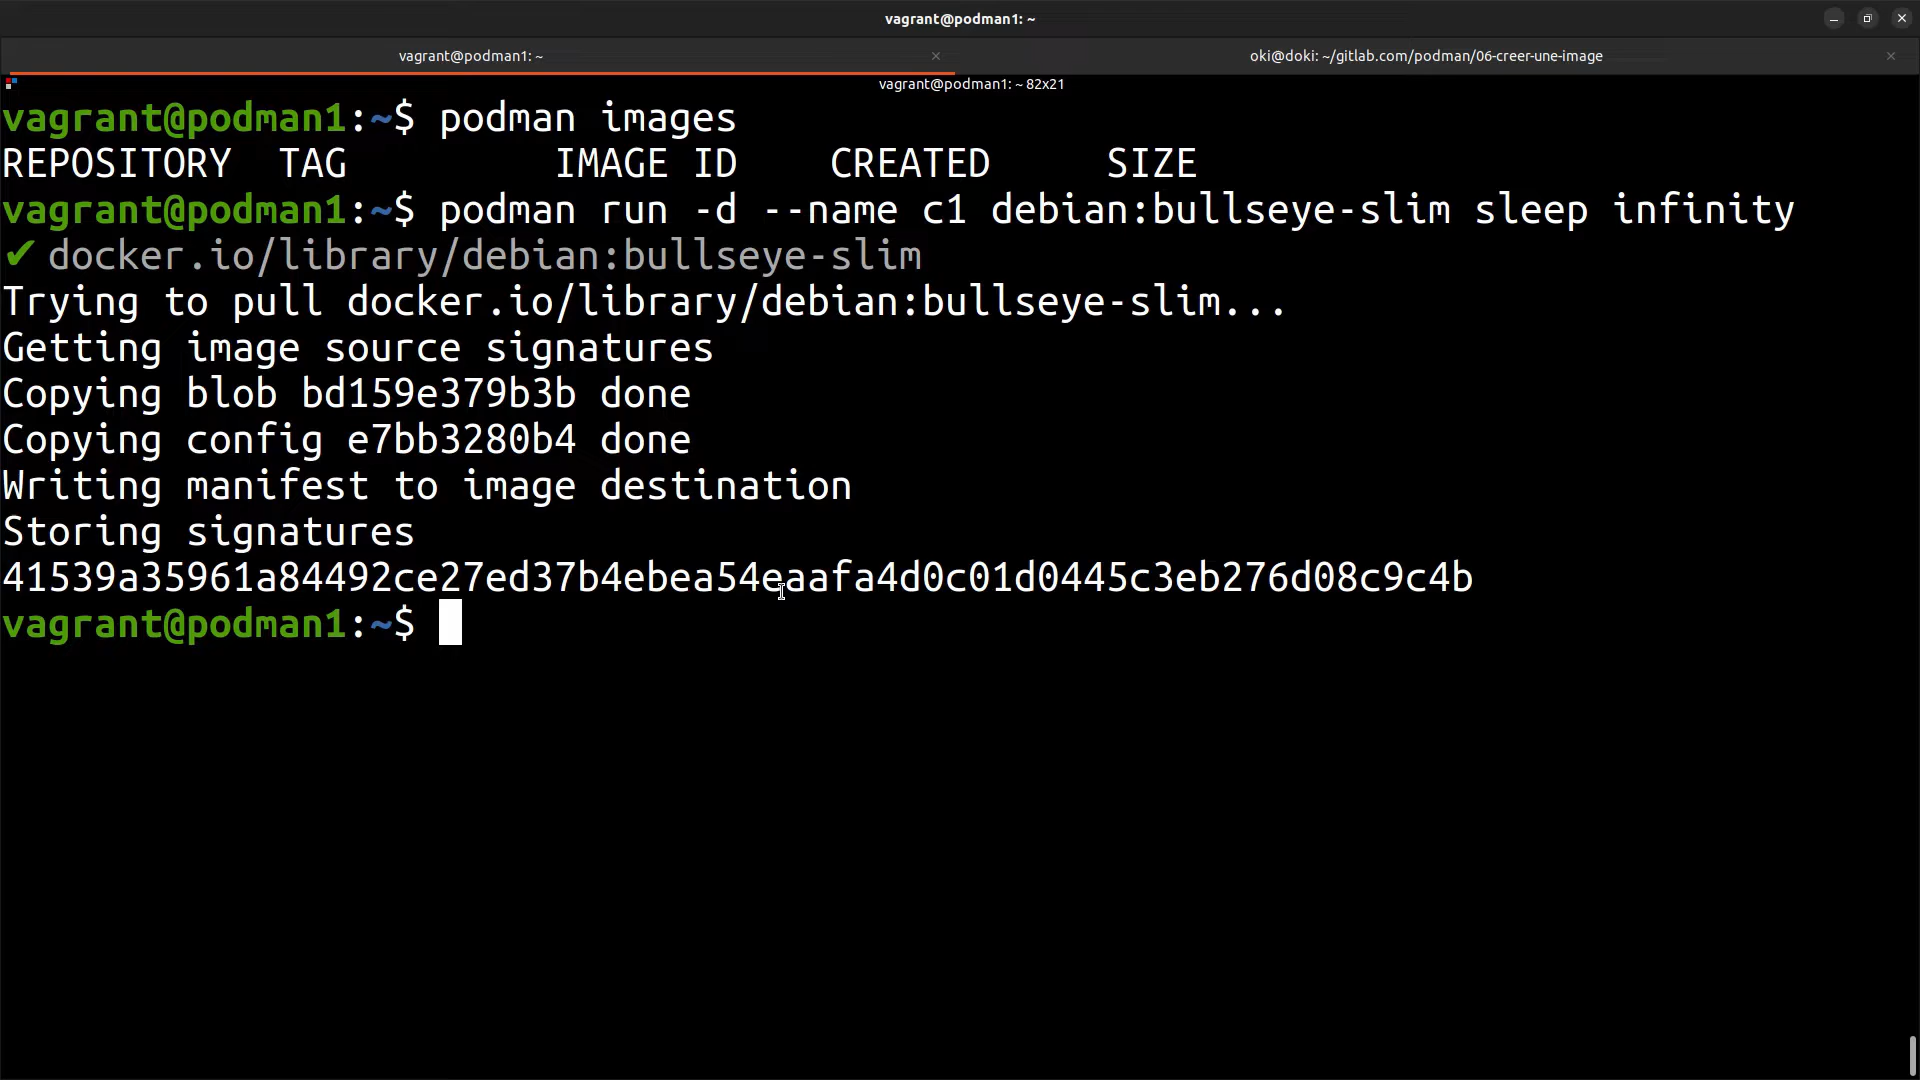 vagrant@podman1: ~
vagrant@podman1: ~
oki@doki: ~/gitlab.com/podman/06-creer-une-image
vagrant@podman1: ~ 82x21
vagrant@podman1:~$ podman images
REPOSITORY  TAG         IMAGE ID    CREATED     SIZE
vagrant@podman1:~$ podman run -d --name c1 debian:bullseye-slim sleep infinity
✔ docker.io/library/debian:bullseye-slim
Trying to pull docker.io/library/debian:bullseye-slim...
Getting image source signatures
Copying blob bd159e379b3b done
Copying config e7bb3280b4 done
Writing manifest to image destination
Storing signatures
41539a35961a84492ce27ed37b4ebea54eaafa4d0c01d0445c3eb276d08c9c4b
vagrant@podman1:~$